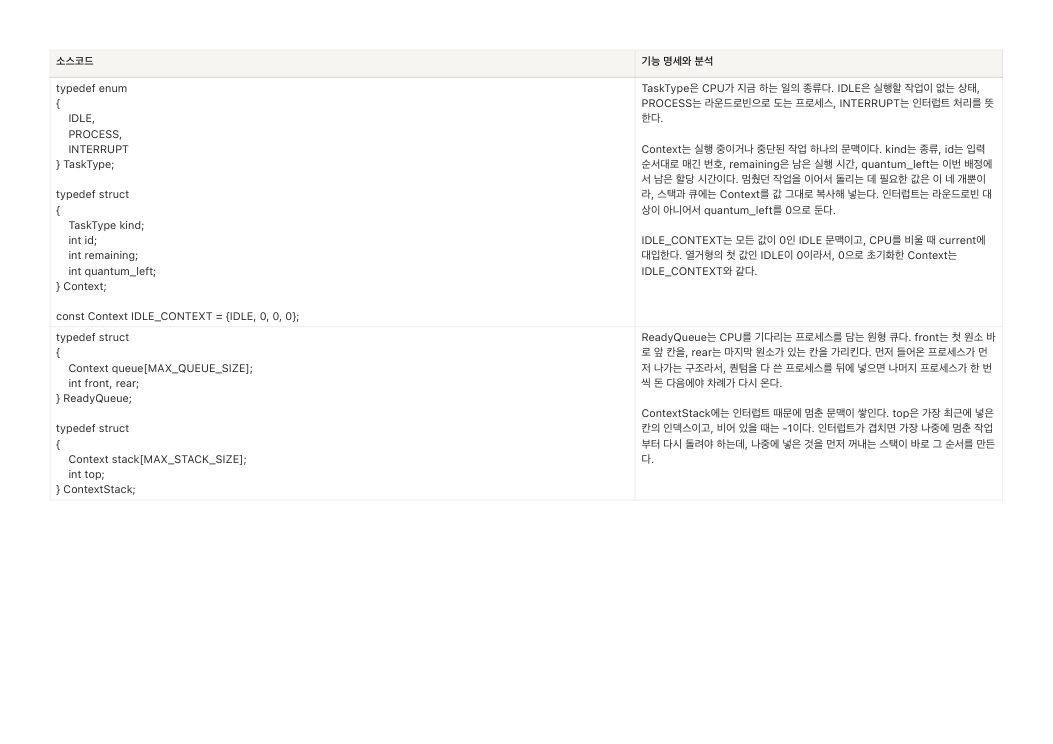 소스코드
기능 명세와 분석
typedef enum
{
IDLE,
PROCESS,
INTERRUPT
} TaskType;
typedef struct
{
TaskType kind;
int id;
int remaining;
int quantum_left;
} Context;
const Context IDLE_CONTEXT = {IDLE, 0, 0, 0};
TaskType은 CPU가 지금 하는 일의 종류다. IDLE은 실행할 작업이 없는 상태,
PROCESS는 라운드로빈으로 도는 프로세스, INTERRUPT는 인터럽트 처리를 뜻
한다.
Context는 실행 중이거나 중단된 작업 하나의 문맥이다. kind는 종류, id는 입력
순서대로 매긴 번호, remaining은 남은 실행 시간, quantum_left는 이번 배정에
서 남은 할당 시간이다. 멈췄던 작업을 이어서 돌리는 데 필요한 값은 이 네 개뿐이
라, 스택과 큐에는 Context를 값 그대로 복사해 넣는다. 인터럽트는 라운드로빈 대
상이 아니어서 quantum_left를 0으로 둔다.
IDLE_CONTEXT는 모든 값이 0인 IDLE 문맥이고, CPU를 비울 때 current에
대입한다. 열거형의 첫 값인 IDLE이 0이라서, 0으로 초기화한 Context는
IDLE_CONTEXT와 같다.
typedef struct
{
Context queue[MAX_QUEUE_SIZE];
int front, rear;
} ReadyQueue;
typedef struct
{
Context stack[MAX_STACK_SIZE];
int top;
} ContextStack;
ReadyQueue는 CPU를 기다리는 프로세스를 담는 원형 큐다. front는 첫 원소 바
로 앞 칸을, rear는 마지막 원소가 있는 칸을 가리킨다. 먼저 들어온 프로세스가 먼
저 나가는 구조라서, 퀀텀을 다 쓴 프로세스를 뒤에 넣으면 나머지 프로세스가 한 번
씩 돈 다음에야 차례가 다시 온다.
ContextStack에는 인터럽트 때문에 멈춘 문맥이 쌓인다. top은 가장 최근에 넣은
칸의 인덱스이고, 비어 있을 때는 -1이다. 인터럽트가 겹치면 가장 나중에 멈춘 작업
부터 다시 돌려야 하는데, 나중에 넣은 것을 먼저 꺼내는 스택이 바로 그 순서를 만든
다.